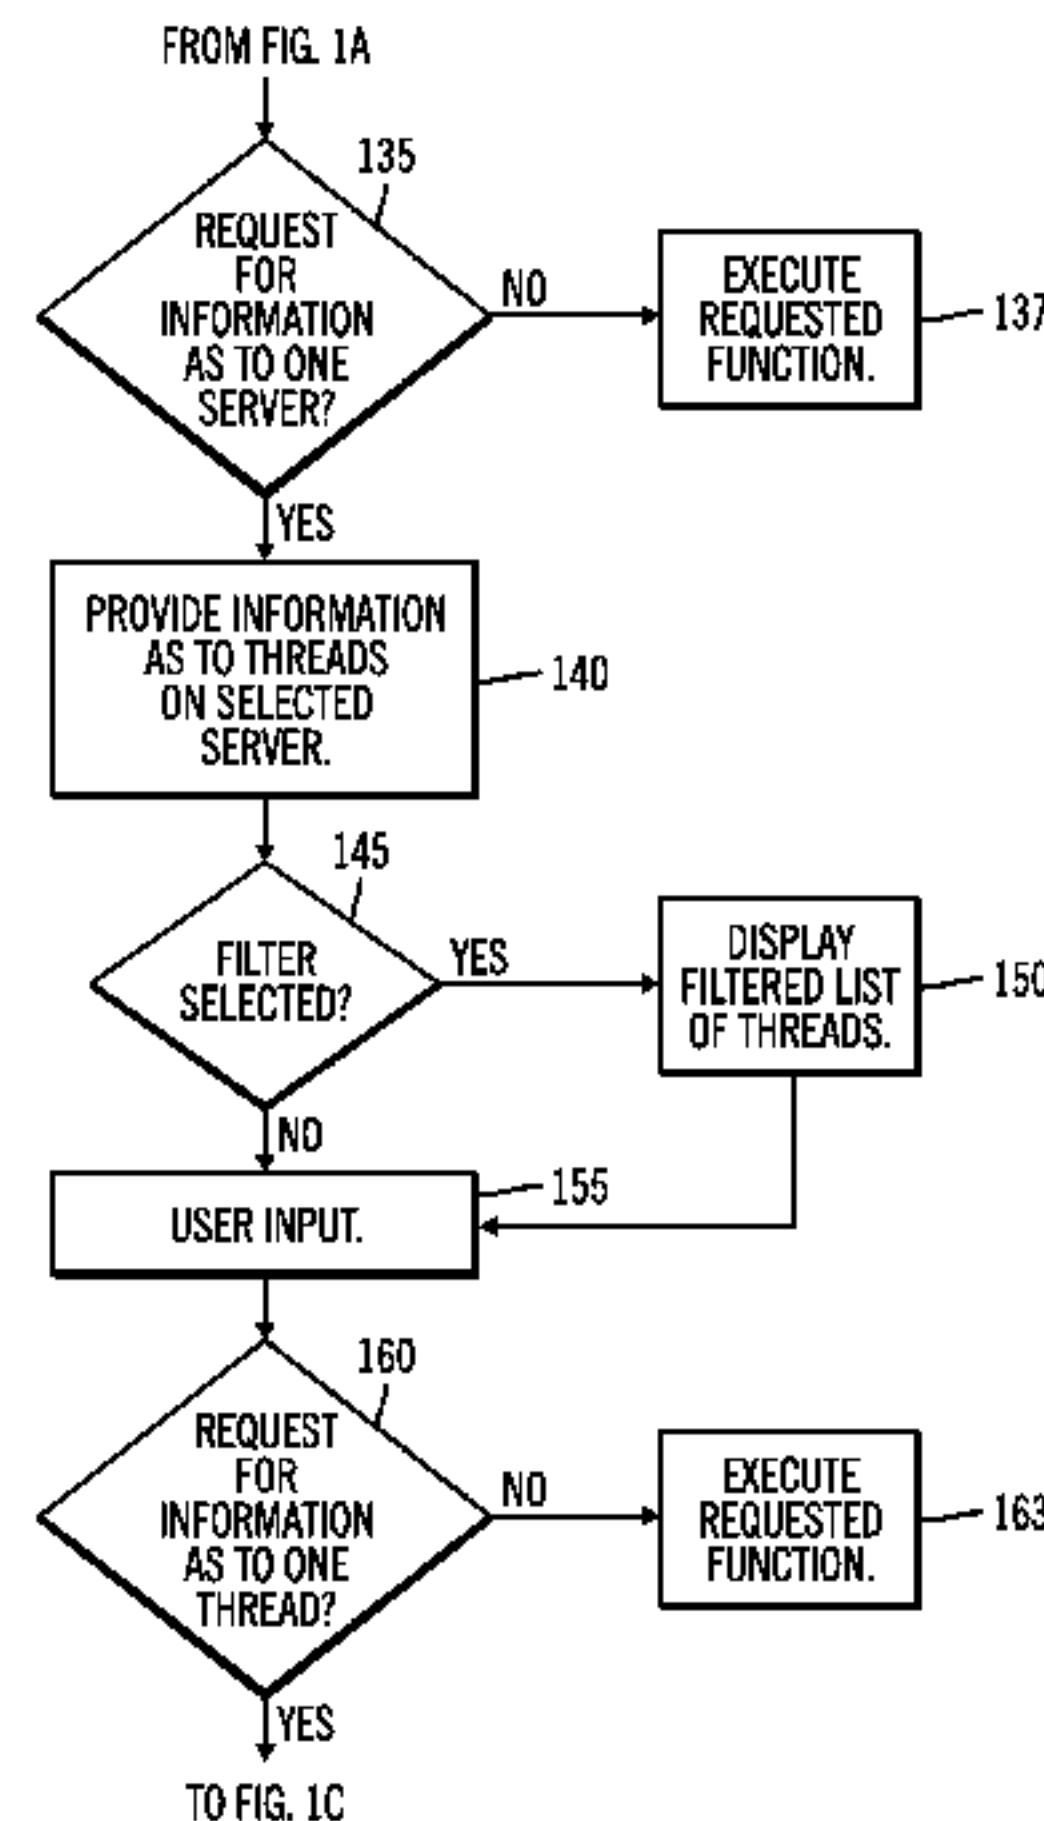 FROM FIG. 1A
135
REQUEST
FOR
INFORMATION
AS TO ONE
SERVER?
NO
EXECUTE
REQUESTED
FUNCTION.
137
YES
PROVIDE INFORMATION
AS TO THREADS
ON SELECTED
SERVER.
140
145
FILTER
SELECTED?
YES
DISPLAY
FILTERED LIST
OF THREADS.
150
NO
USER INPUT.
155
160
REQUEST
FOR
INFORMATION
AS TO ONE
THREAD?
NO
EXECUTE
REQUESTED
FUNCTION.
163
YES
TO FIG. 1C